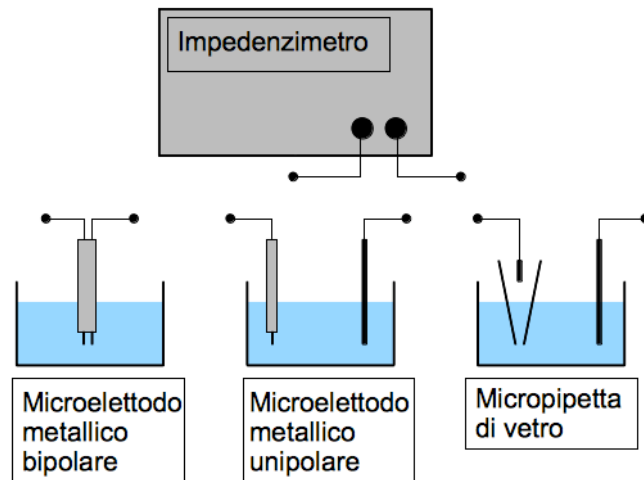 Impedenzimetro
Microelettodo
metallico
bipolare
Microelettodo
metallico
unipolare
Micropipetta
di vetro